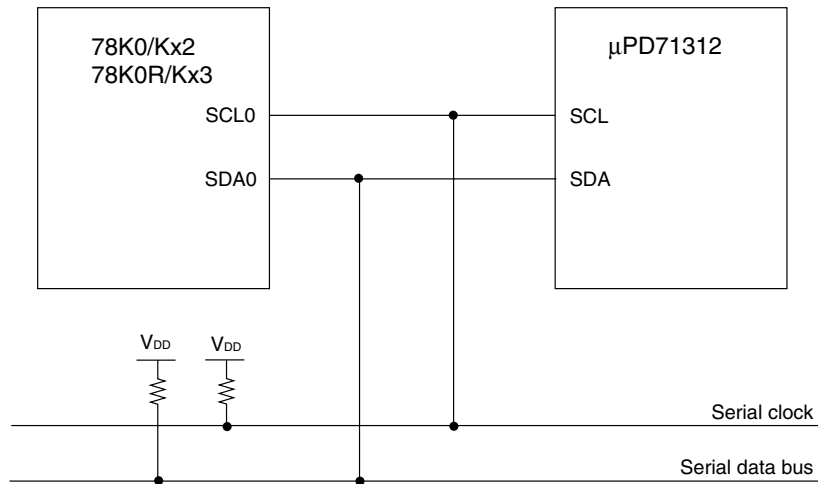 78K0/Kx2
78K0R/Kx3
µPD71312
SCL0
SCL
SDA0
SDA
VDD
VDD
Serial clock
Serial data bus